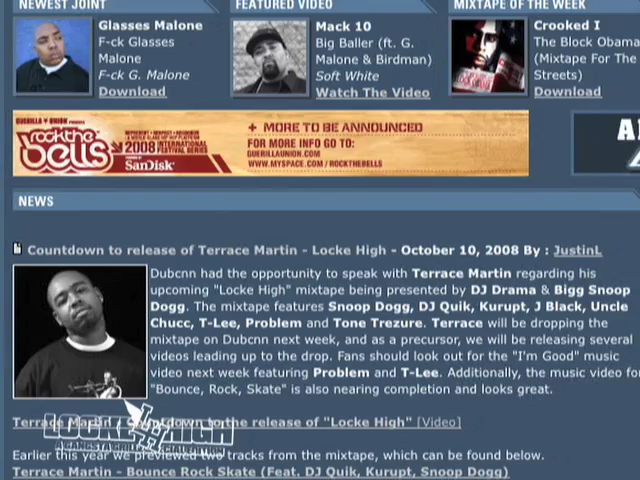 NEWEST JOINT
Glasses Malone
F-ck Glasses
Malone
F-ck G. Malone
Download
FEATURED VIDEO
Mack 10
Big Baller (ft. G.
Malone & Birdman)
Soft White
Watch The Video
MIXTAPE OF THE WEEK
Crooked I
The Block Obama
(Mixtape For The
Streets)
Download
GUERILLA UNION PRESENTS
rock the bells
2008 INTERNATIONAL
FESTIVAL SERIES
SanDisk
+ MORE TO BE ANNOUNCED
FOR MORE INFO GO TO:
GUERILLAUNION.COM
WWW.MYSPACE.COM / ROCKTHEBELLS
NEWS
Countdown to release of Terrace Martin - Locke High - October 10, 2008 By : JustinL
Dubcnn had the opportunity to speak with Terrace Martin regarding his
upcoming "Locke High" mixtape being presented by DJ Drama & Bigg Snoop
Dogg. The mixtape features Snoop Dogg, DJ Quik, Kurupt, J Black, Uncle
Chucc, T-Lee, Problem and Tone Trezure. Terrace will be dropping the
mixtape on Dubcnn next week, and as a precursor, we will be releasing several
videos leading up to the drop. Fans should look out for the "I'm Good" music
video next week featuring Problem and T-Lee. Additionally, the music video for
"Bounce, Rock, Skate" is also nearing completion and looks great.
Terrace Martin - Countdown to the release of "Locke High" [Video]
LOCKE HIGH
Earlier this year we previewed two tracks from the mixtape, which can be found below.
Terrace Martin - Bounce Rock Skate (Feat. DJ Quik, Kurupt, Snoop Dogg)